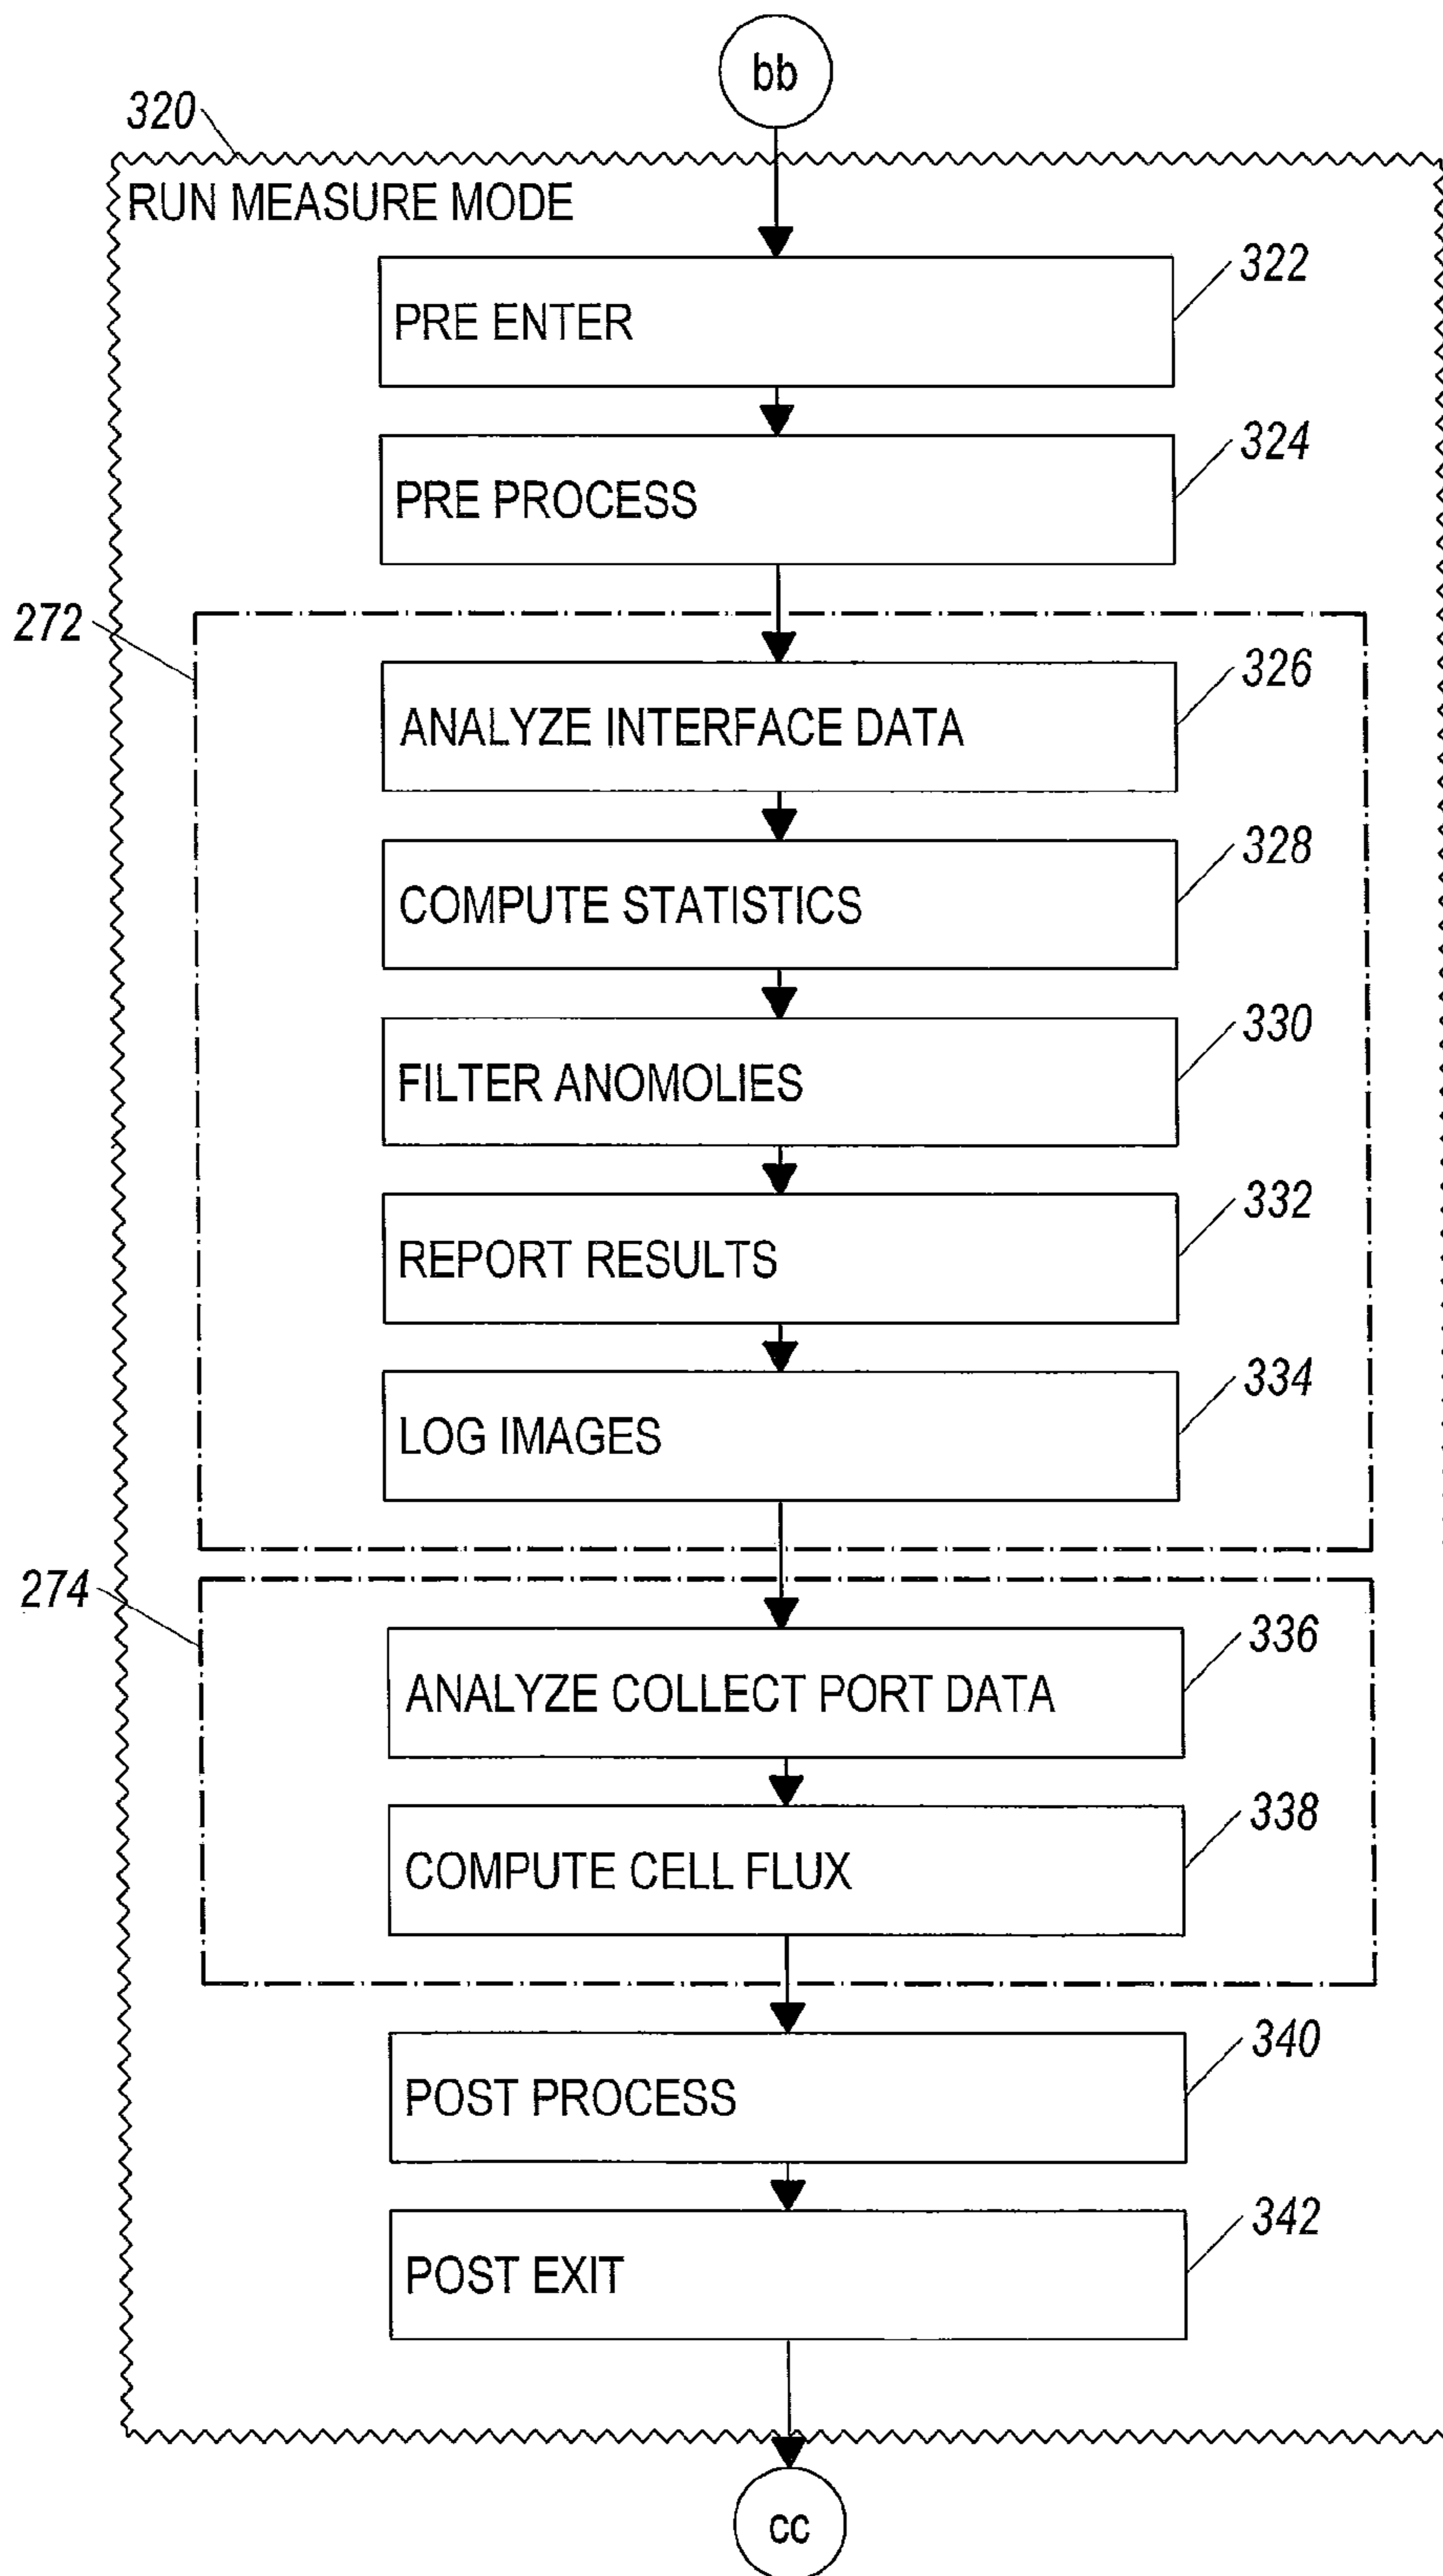 bb
320
RUN MEASURE MODE
322
PRE ENTER
324
PRE PROCESS
272
326
ANALYZE INTERFACE DATA
328
COMPUTE STATISTICS
330
FILTER ANOMOLIES
332
REPORT RESULTS
334
LOG IMAGES
274
336
ANALYZE COLLECT PORT DATA
338
COMPUTE CELL FLUX
340
POST PROCESS
342
POST EXIT
cc